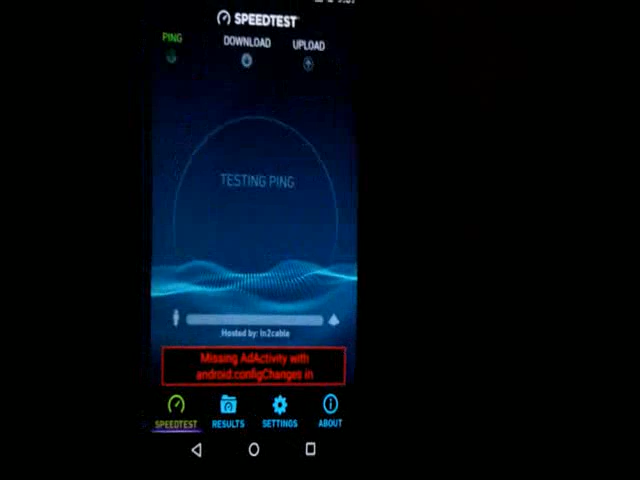 SPEEDTEST
PING
DOWNLOAD
UPLOAD
TESTING PING
Hosted by: In2cable
Missing AdActivity with
android:configChanges in
SPEEDTEST
RESULTS
SETTINGS
ABOUT